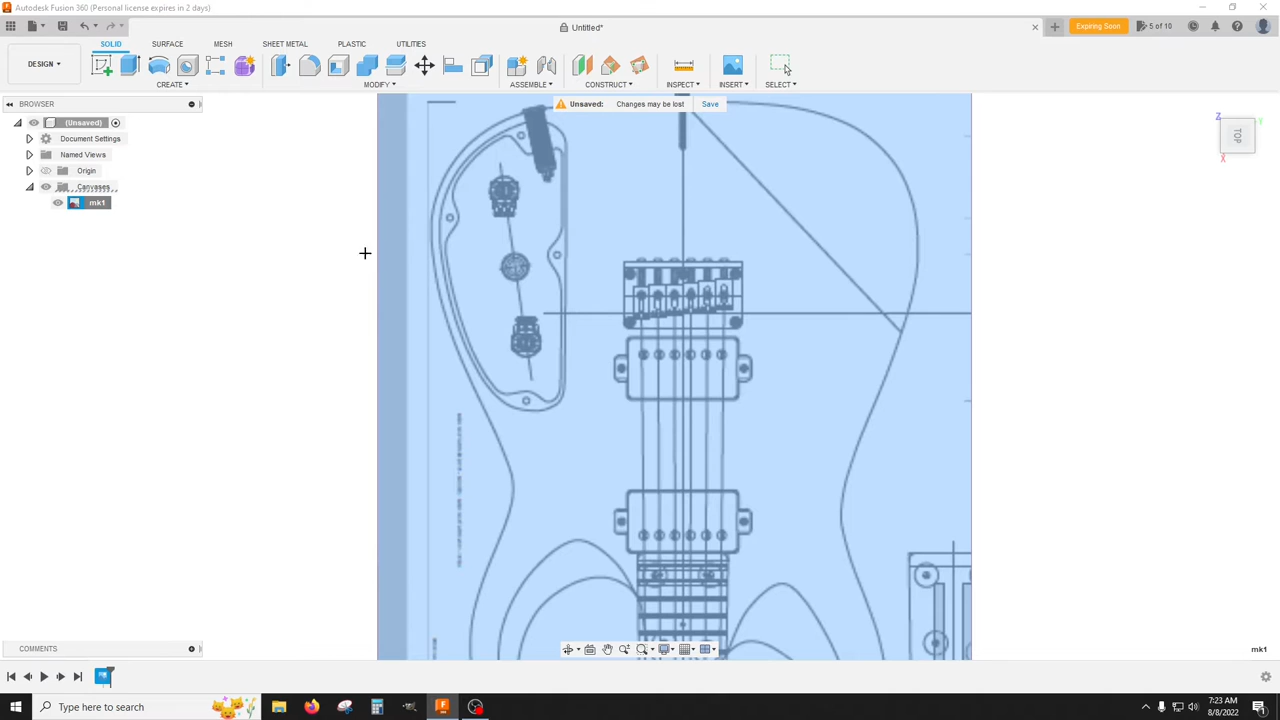 Autodesk Fusion 360 (Personal license expires in 2 days)
Untitled*
Expiring Soon
5 of 10
1
DESIGN
SOLID
SURFACE
MESH
SHEET METAL
PLASTIC
UTILITIES
CREATE
MODIFY
ASSEMBLE
CONSTRUCT
INSPECT
INSERT
SELECT
BROWSER
Unsaved: Changes may be lost Save
(Unsaved)
Document Settings
Named Views
Origin
Canvases
mk1
Z
Y
TOP
X
COMMENTS
mk1
Type here to search
7:23 AM
8/8/2022
1